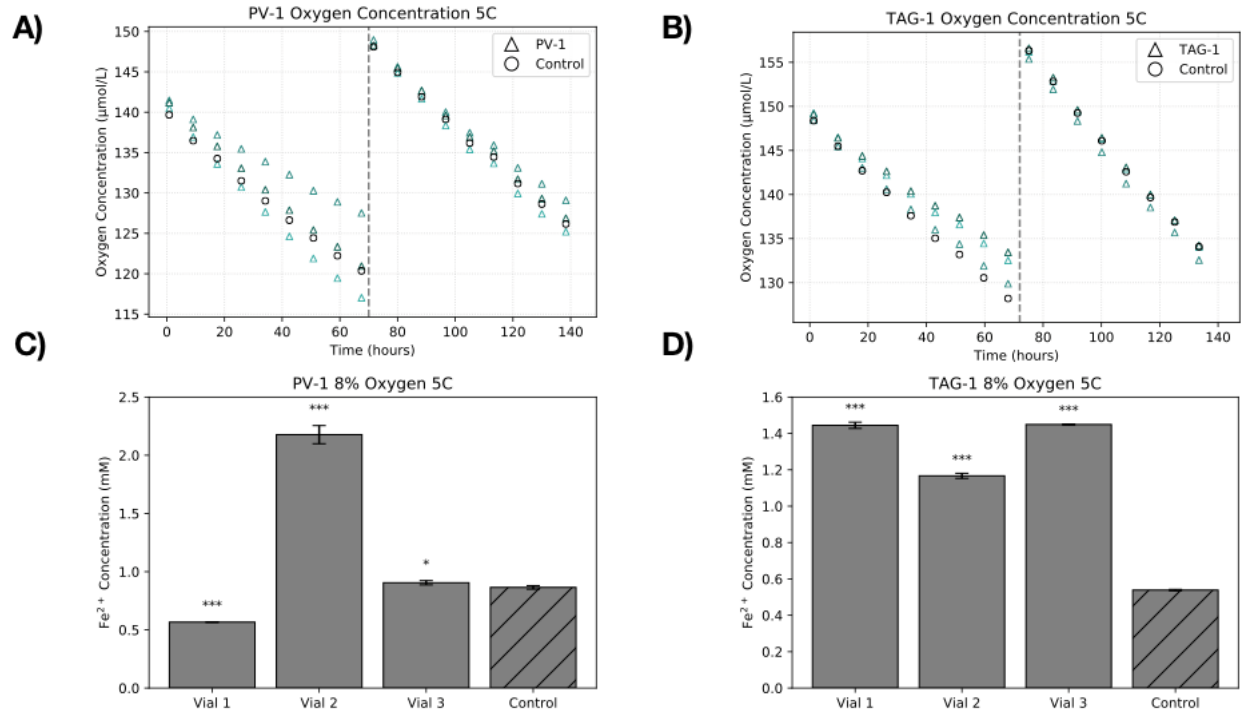 A)
PV-1 Oxygen Concentration 5C
Oxygen Concentration (μmol/L)
150
145
140
135
130
125
120
115
PV-1
Control
0 20 40 60 80 100 120 140
Time (hours)
B)
TAG-1 Oxygen Concentration 5C
Oxygen Concentration (μmol/L)
155
150
145
140
135
130
TAG-1
Control
0 20 40 60 80 100 120 140
Time (hours)
C)
PV-1 8% Oxygen 5C
Fe²⁺ Concentration (mM)
2.5
2.0
1.5
1.0
0.5
0.0
***
***
*
Vial 1 Vial 2 Vial 3 Control
D)
TAG-1 8% Oxygen 5C
Fe²⁺ Concentration (mM)
1.6
1.4
1.2
1.0
0.8
0.6
0.4
0.2
0.0
***
***
***
Vial 1 Vial 2 Vial 3 Control